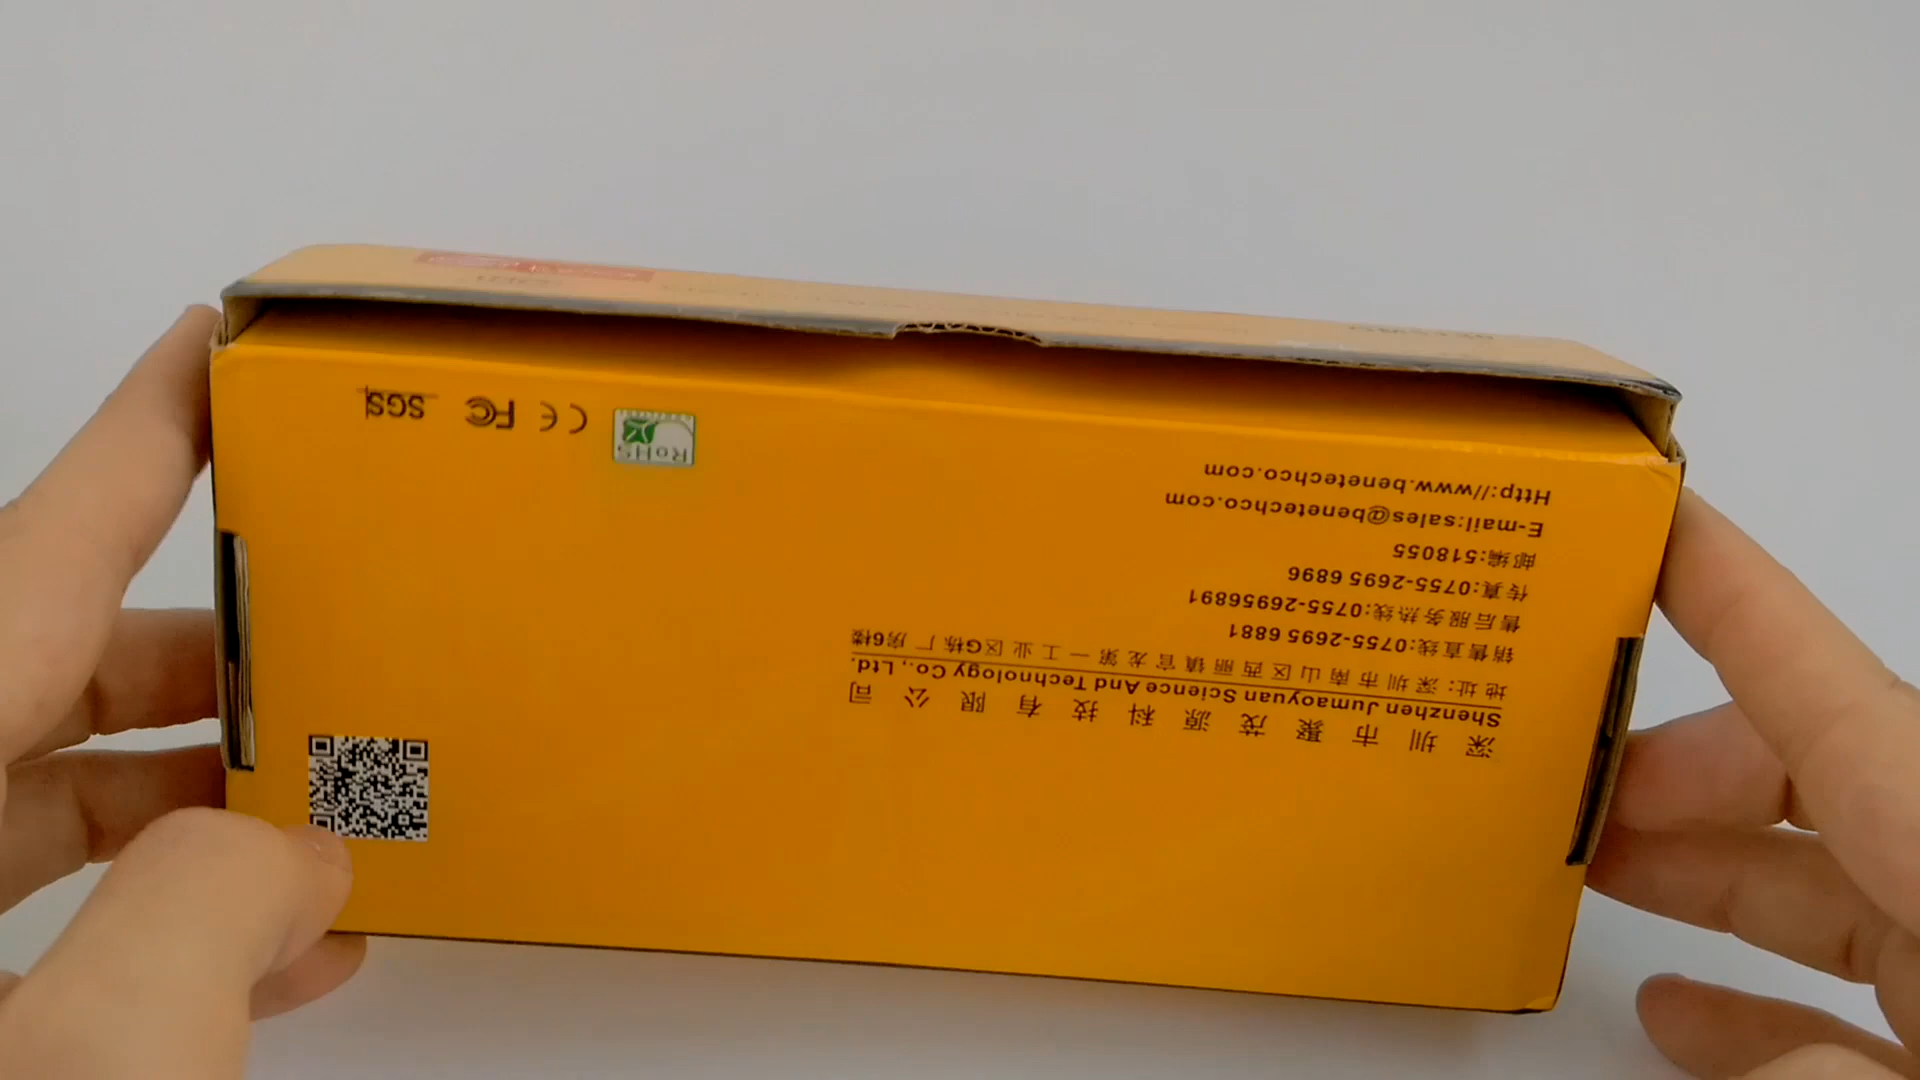 深圳市聚茂源科技有限公司
Shenzhen Jumaoyuan Science And Technology Co., Ltd.
地址:深圳市南山区西丽镇官龙第一工业区G栋厂房6楼
销售直线:0755-2695 6881
售后服务热线:0755-26956891
传真:0755-2695 6896
邮编:518055
E-mail:sales@benetechco.com
Http://www.benetechco.com
RoHS
CE FC SGS